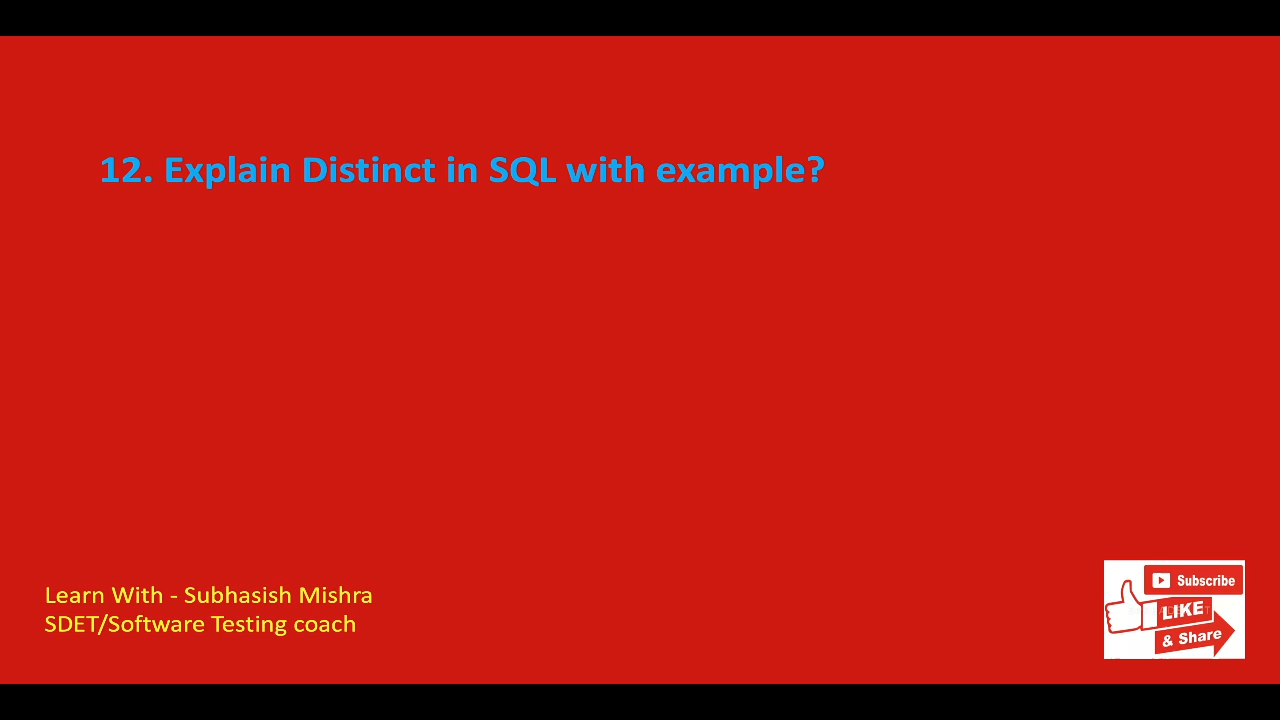 12. Explain Distinct in SQL with example?
Learn With - Subhasish Mishra
SDET/Software Testing coach
Subscribe
LIKE
& Share